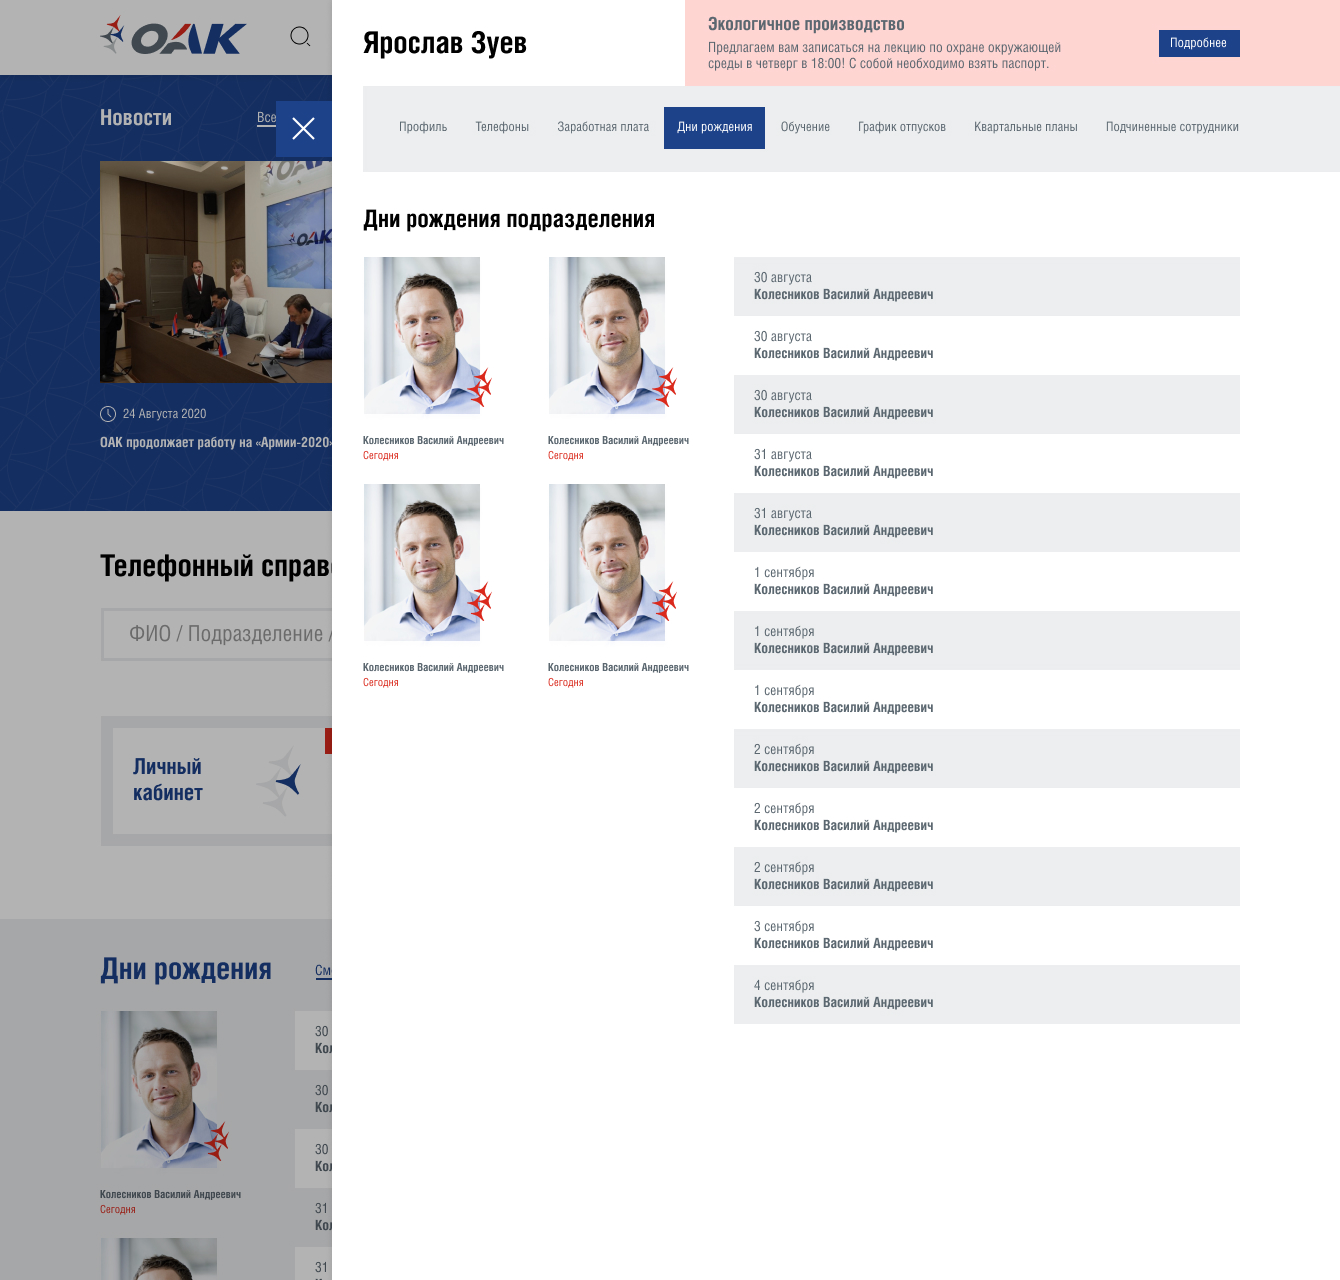 ОАК
Новости
Все
24 Августа 2020
ОАК продолжает работу на «Армии-2020»
Телефонный справ
ФИО / Подразделение /
Личный
кабинет
Дни рождения
См
Колесников Василий Андреевич
Сегодня
30
Кол
30
Кол
30
Кол
31
Кол
31
Ярослав Зуев
Экологичное производство
Предлагаем вам записаться на лекцию по охране окружающей
среды в четверг в 18:00! С собой необходимо взять паспорт.
Подробнее
Профиль Телефоны Заработная плата Дни рождения Обучение График отпусков Квартальные планы Подчиненные сотрудники
Дни рождения подразделения
Колесников Василий Андреевич
Сегодня
Колесников Василий Андреевич
Сегодня
Колесников Василий Андреевич
Сегодня
Колесников Василий Андреевич
Сегодня
30 августа
Колесников Василий Андреевич
30 августа
Колесников Василий Андреевич
30 августа
Колесников Василий Андреевич
31 августа
Колесников Василий Андреевич
31 августа
Колесников Василий Андреевич
1 сентября
Колесников Василий Андреевич
1 сентября
Колесников Василий Андреевич
1 сентября
Колесников Василий Андреевич
2 сентября
Колесников Василий Андреевич
2 сентября
Колесников Василий Андреевич
2 сентября
Колесников Василий Андреевич
3 сентября
Колесников Василий Андреевич
4 сентября
Колесников Василий Андреевич